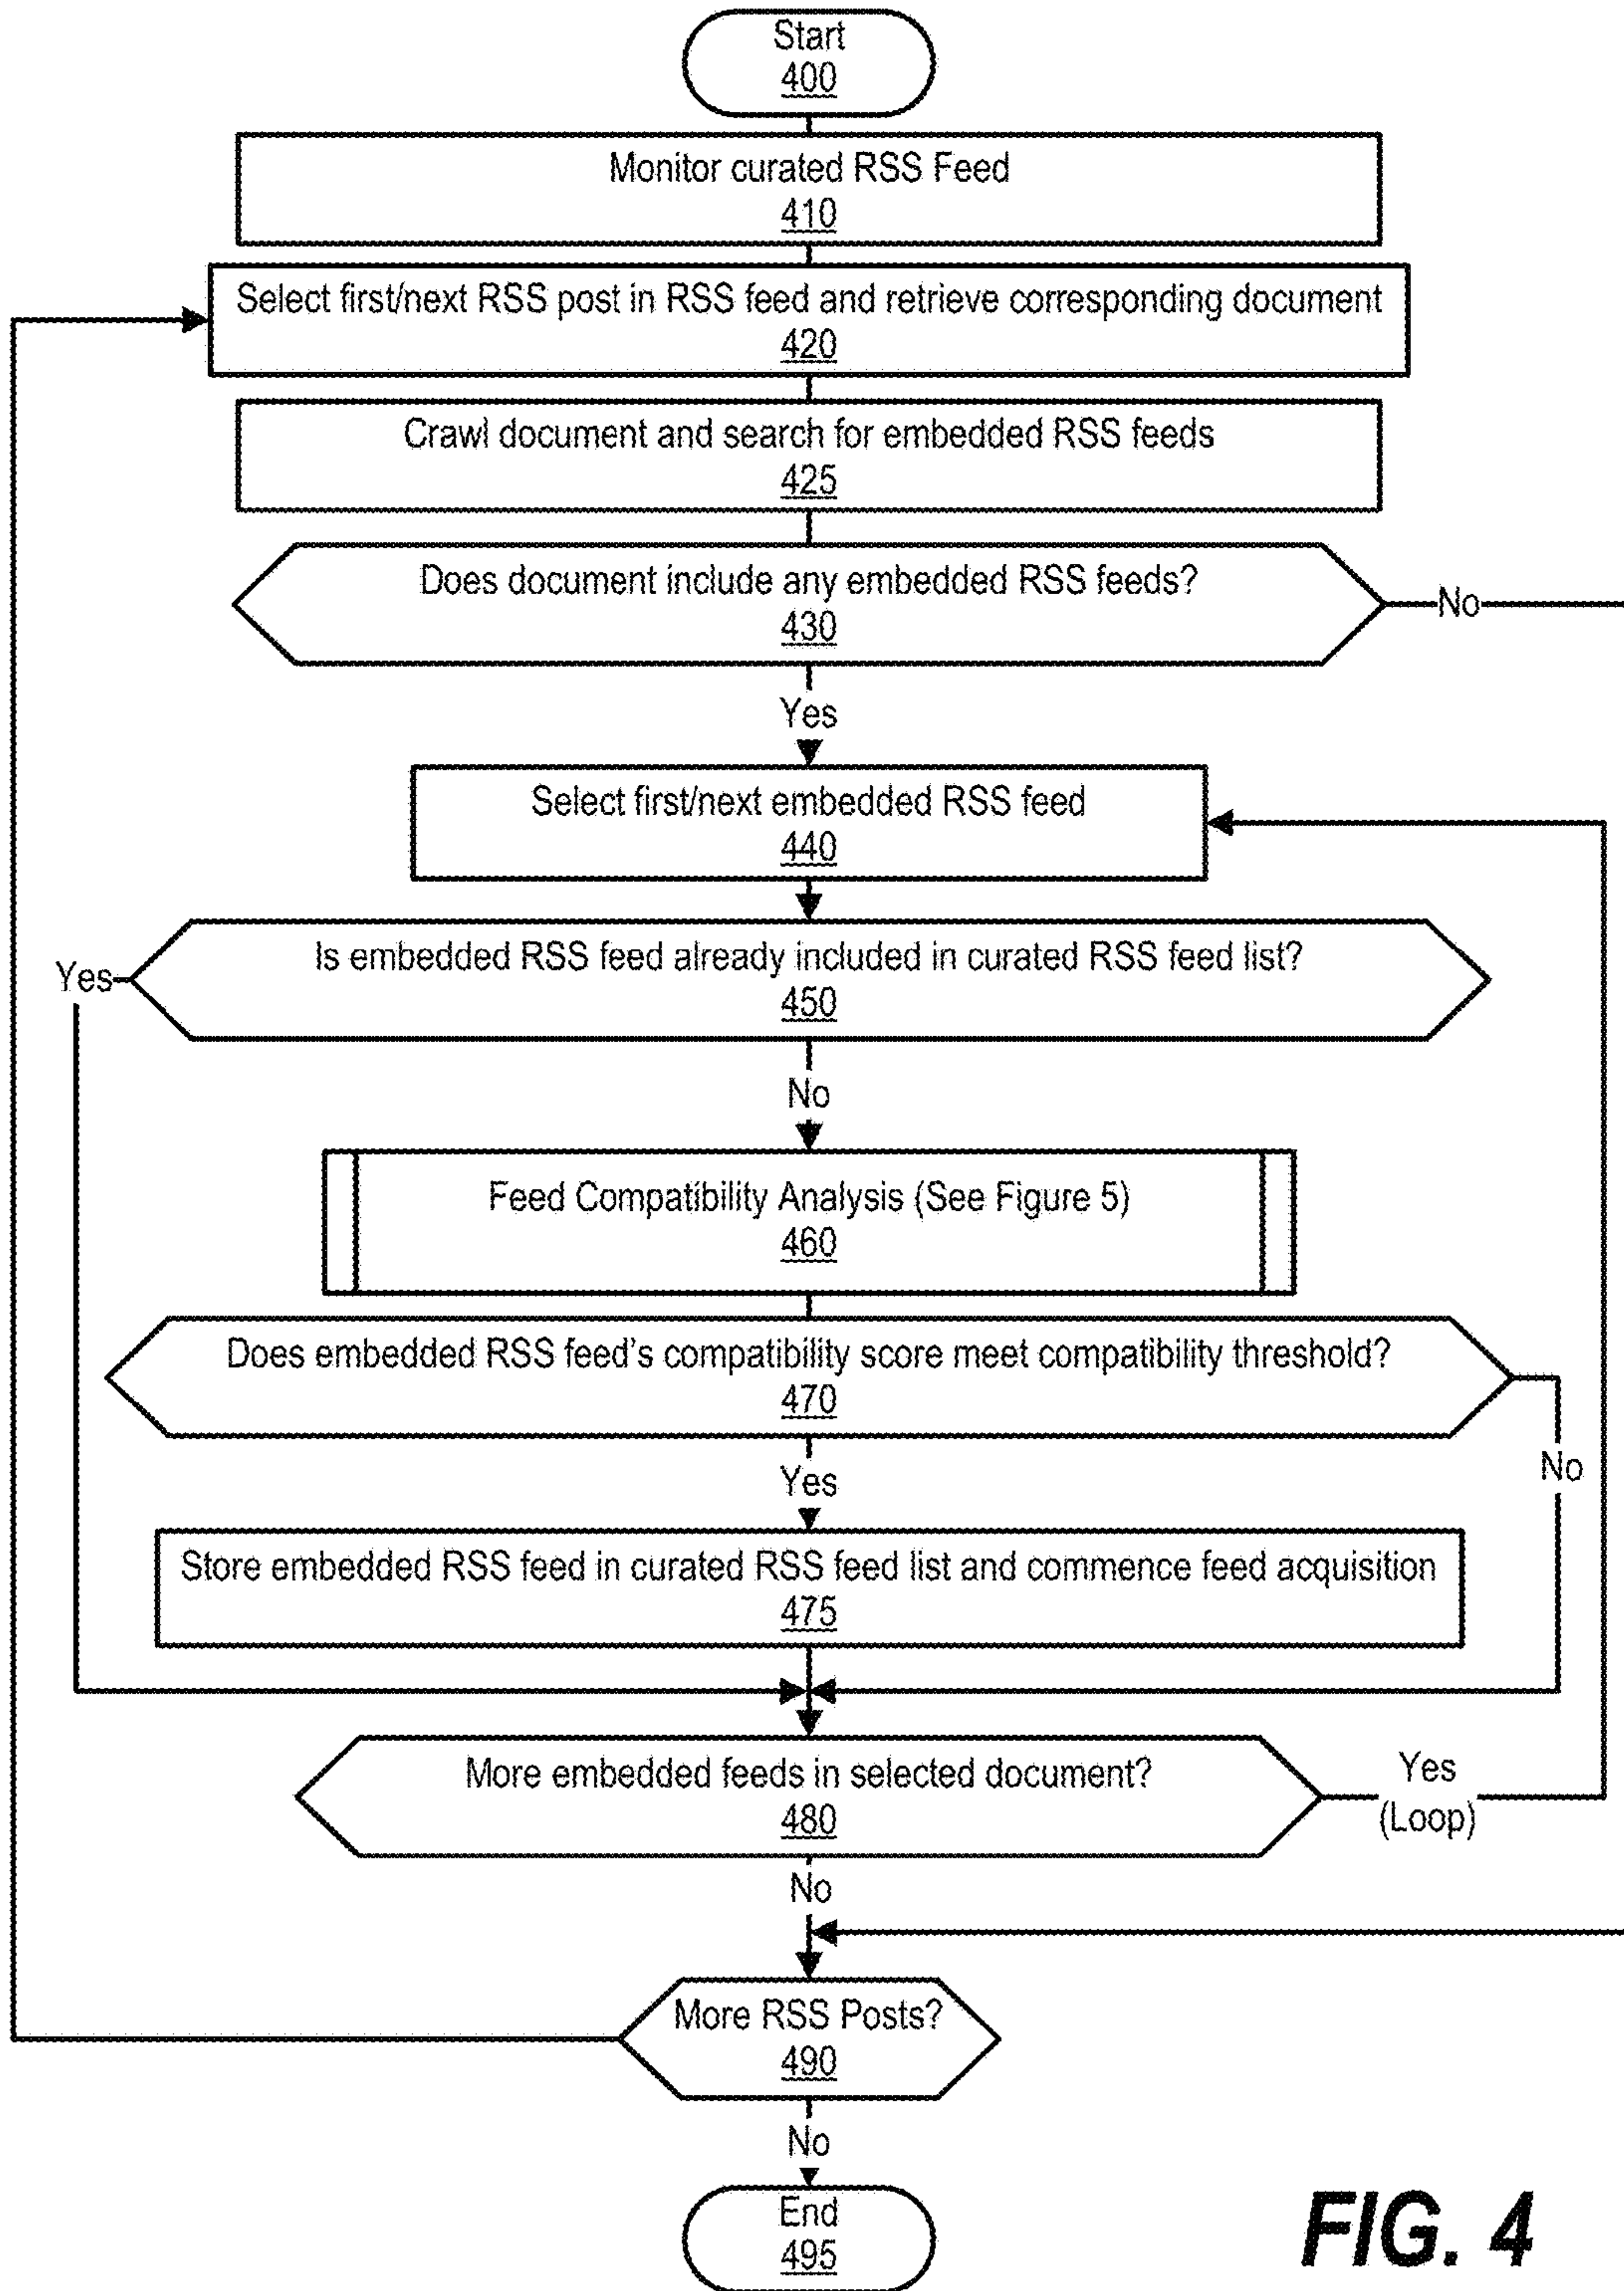 Start
400
Monitor curated RSS Feed
410
Select first/next RSS post in RSS feed and retrieve corresponding document
420
Crawl document and search for embedded RSS feeds
425
Does document include any embedded RSS feeds?
430
No
Yes
Select first/next embedded RSS feed
440
Is embedded RSS feed already included in curated RSS feed list?
450
Yes
No
Feed Compatibility Analysis (See Figure 5)
460
Does embedded RSS feed's compatibility score meet compatibility threshold?
470
No
Yes
Store embedded RSS feed in curated RSS feed list and commence feed acquisition
475
More embedded feeds in selected document?
480
Yes
(Loop)
No
More RSS Posts?
490
No
End
495
FIG. 4